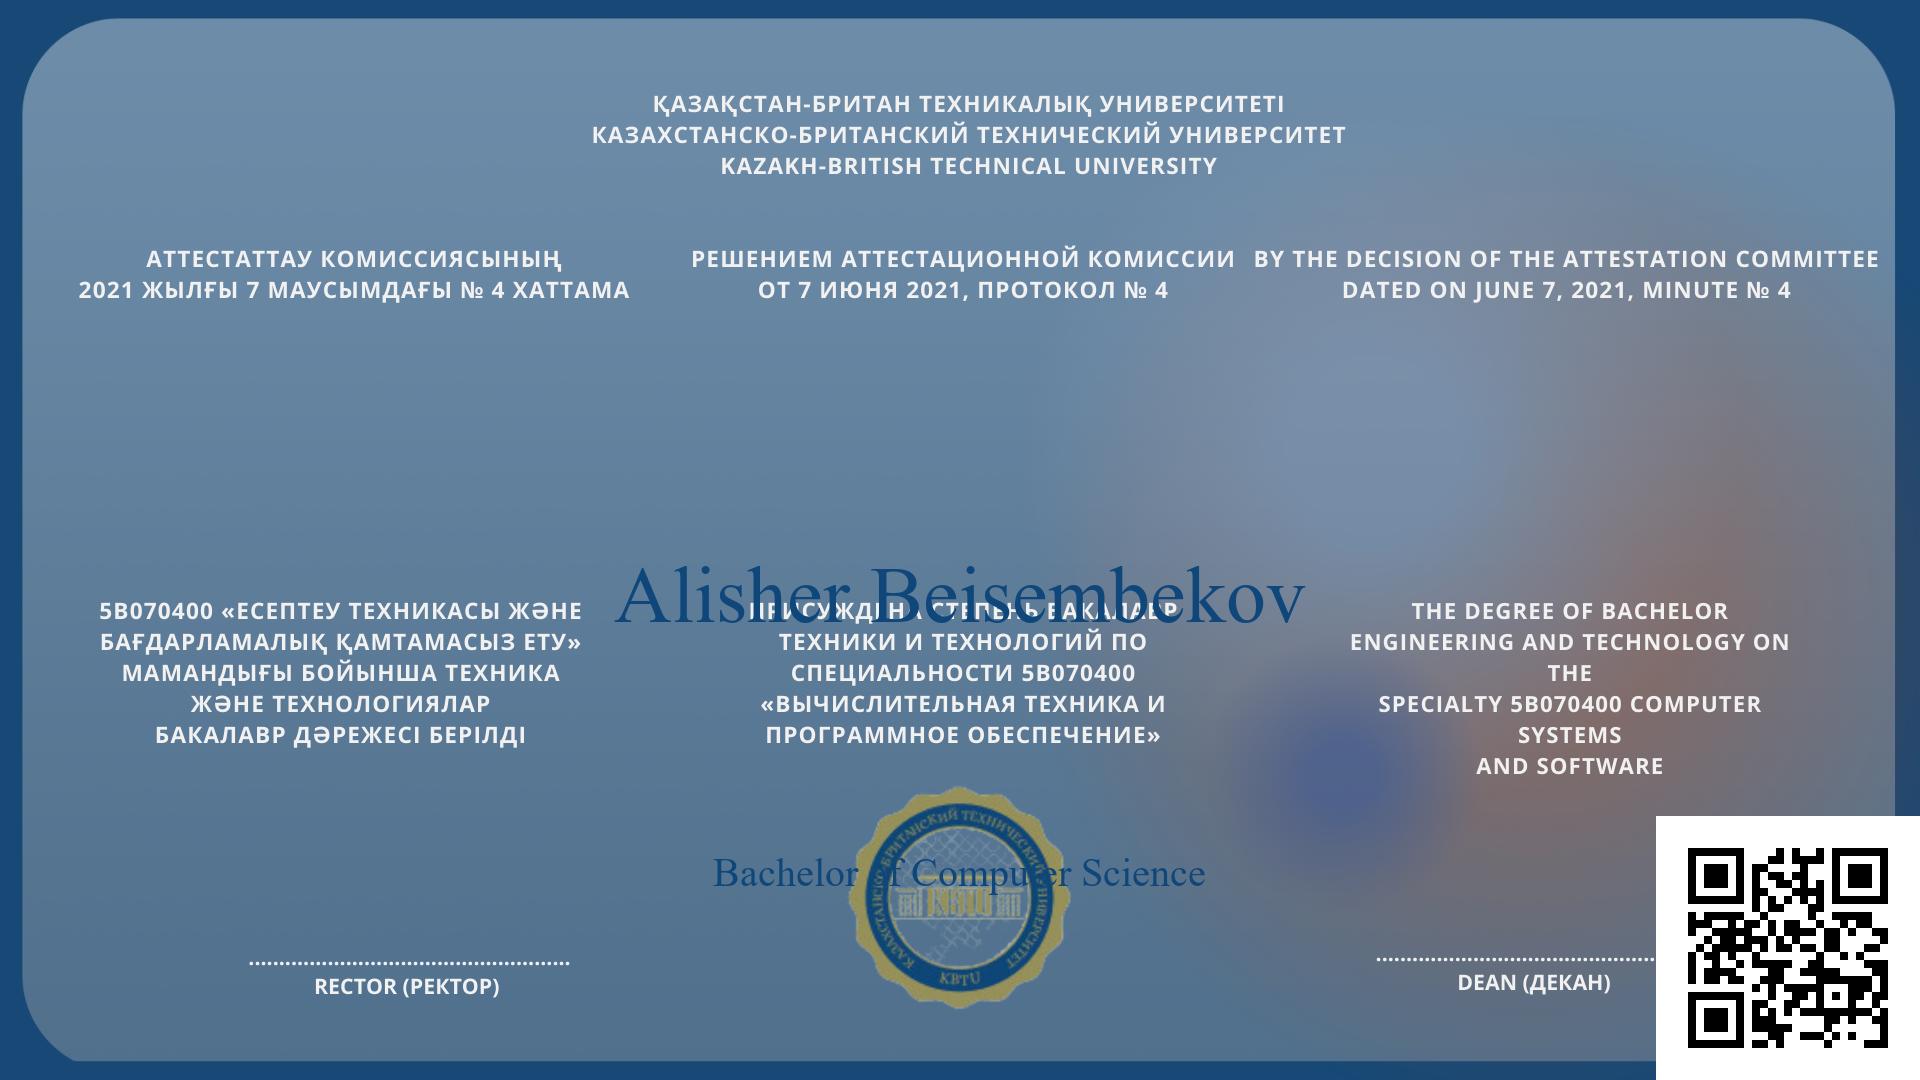 ҚАЗАҚСТАН-БРИТАН ТЕХНИКАЛЫҚ УНИВЕРСИТЕТІ
КАЗАХСТАНСКО-БРИТАНСКИЙ ТЕХНИЧЕСКИЙ УНИВЕРСИТЕТ
KAZAKH-BRITISH TECHNICAL UNIVERSITY
АТТЕСТАТТАУ КОМИССИЯСЫНЫҢ
2021 ЖЫЛҒЫ 7 МАУСЫМДАҒЫ № 4 ХАТТАМА
РЕШЕНИЕМ АТТЕСТАЦИОННОЙ КОМИССИИ
ОТ 7 ИЮНЯ 2021, ПРОТОКОЛ № 4
BY THE DECISION OF THE ATTESTATION COMMITTEE
DATED ON JUNE 7, 2021, MINUTE № 4
Alisher Beisembekov
5B070400 «ЕСЕПТЕУ ТЕХНИКАСЫ ЖӘНЕ
БАҒДАРЛАМАЛЫҚ ҚАМТАМАСЫЗ ЕТУ»
МАМАНДЫҒЫ БОЙЫНША ТЕХНИКА
ЖӘНЕ ТЕХНОЛОГИЯЛАР
БАКАЛАВР ДӘРЕЖЕСІ БЕРІЛДІ
ПРИСУЖДЕНА СТЕПЕНЬ БАКАЛАВР
ТЕХНИКИ И ТЕХНОЛОГИЙ ПО
СПЕЦИАЛЬНОСТИ 5B070400
«ВЫЧИСЛИТЕЛЬНАЯ ТЕХНИКА И
ПРОГРАММНОЕ ОБЕСПЕЧЕНИЕ»
THE DEGREE OF BACHELOR
ENGINEERING AND TECHNOLOGY ON
THE
SPECIALTY 5B070400 COMPUTER
SYSTEMS
AND SOFTWARE
Bachelor of Computer Science
КАЗАХСТАНСКО-БРИТАНСКИЙ ТЕХНИЧЕСКИЙ УНИВЕРСИТЕТ
KBTU
KBTU
RECTOR (РЕКТОР)
DEAN (ДЕКАН)